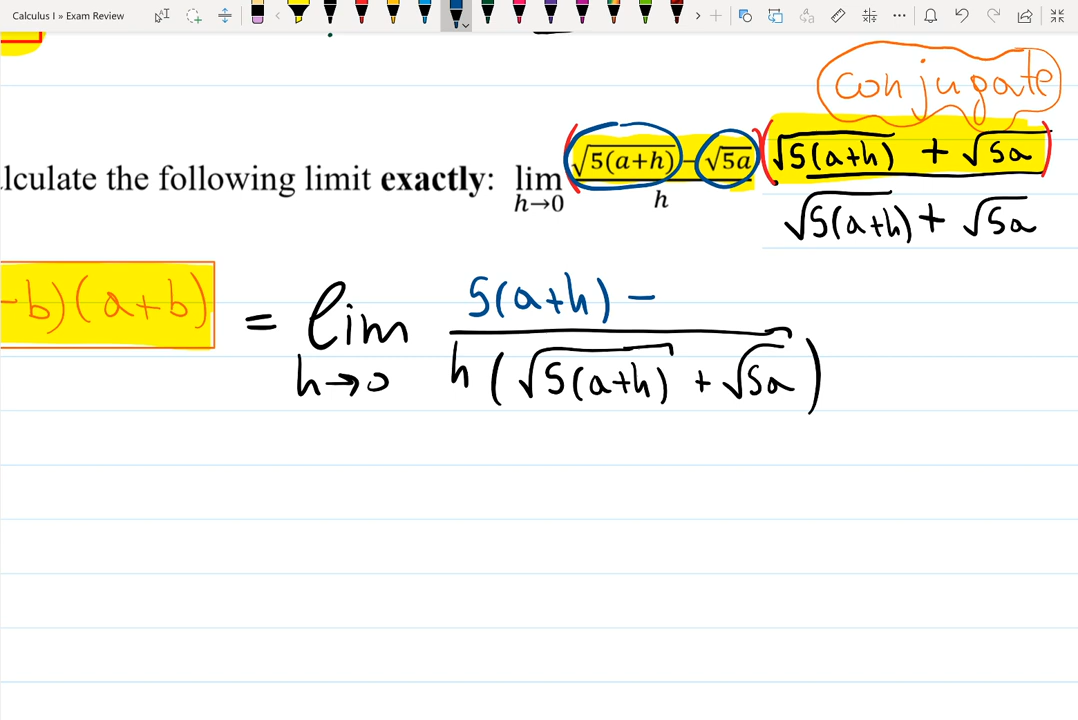 Calculus I » Exam Review
conjugate
lculate the following limit exactly: lim h→0 (√5(a+h) − √5a)/h (√5(a+h) + √5a)/(√5(a+h) + √5a)
-b)(a+b)
= lim h→0 5(a+h) − / h(√5(a+h) + √5a)